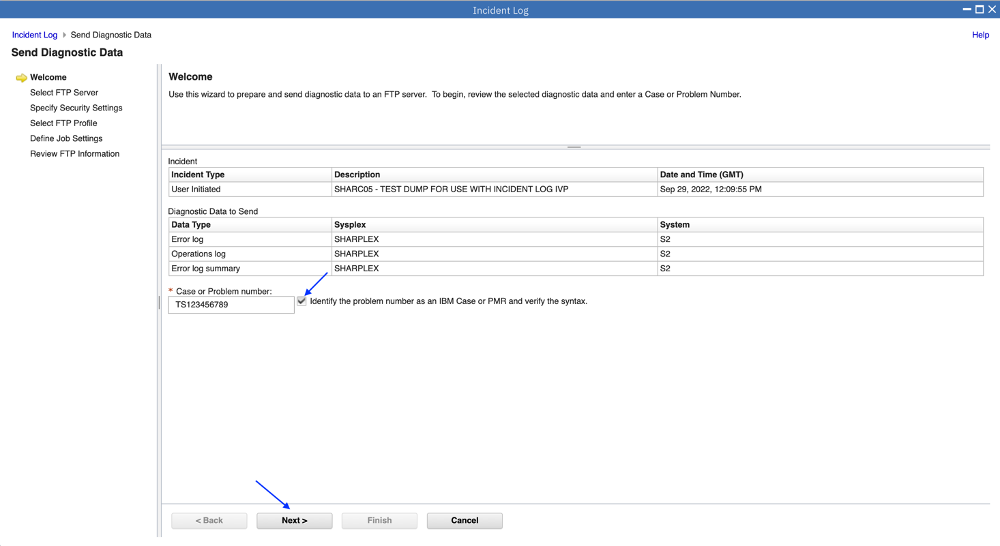 Incident Log
Incident Log Send Diagnostic Data
Help
Send Diagnostic Data
Welcome
Select FTP Server
Specify Security Settings
Select FTP Profile
Define Job Settings
Review FTP Information
Welcome
Use this wizard to prepare and send diagnostic data to an FTP server.  To begin, review the selected diagnostic data and enter a Case or Problem Number.
Incident
Incident Type Description Date and Time (GMT)
User Initiated SHARC05 - TEST DUMP FOR USE WITH INCIDENT LOG IVP Sep 29, 2022, 12:09:55 PM
Diagnostic Data to Send
Data Type Sysplex System
Error log SHARPLEX S2
Operations log SHARPLEX S2
Error log summary SHARPLEX S2
* Case or Problem number:
TS123456789 Identify the problem number as an IBM Case or PMR and verify the syntax.
< Back Next > Finish Cancel